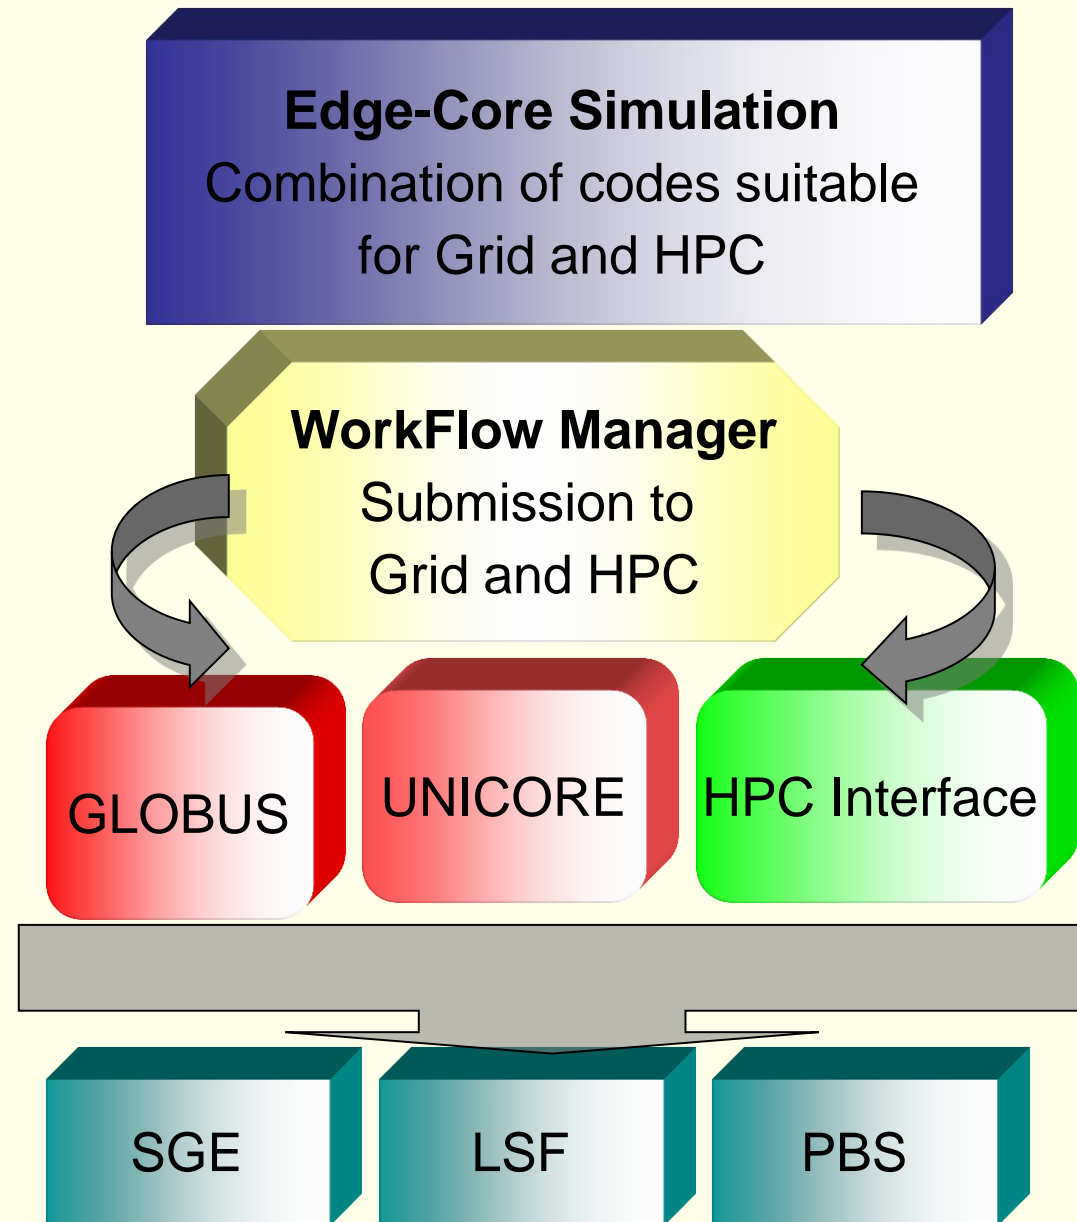 Edge-Core Simulation
Combination of codes suitable
for Grid and HPC
WorkFlow Manager
Submission to
Grid and HPC
GLOBUS
UNICORE
HPC Interface
SGE
LSF
PBS